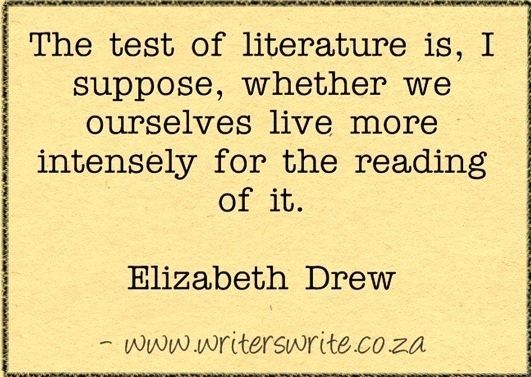 The test of literature is, I
suppose, whether we
ourselves live more
intensely for the reading
of it.
Elizabeth Drew
- www.writerswrite.co.za